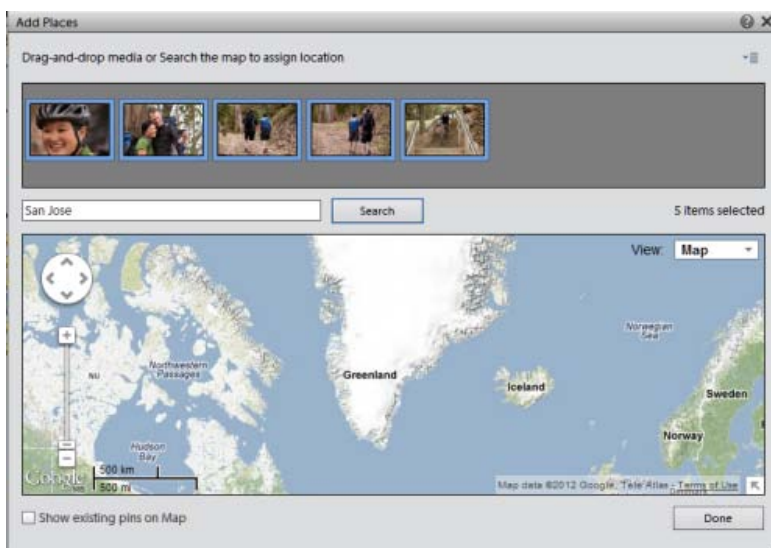 Add Places
Drag-and-drop media or Search the map to assign location
San Jose
Search
5 items selected
View:
Map
Norwegian
Sea
Northwestern
Passages
NU
Greenland
Iceland
Sweden
Norway
Hudson
Bay
500 km
500 mi
Google
Map data ©2012 Google, Tele Atlas - Terms of Use
Show existing pins on Map
Done